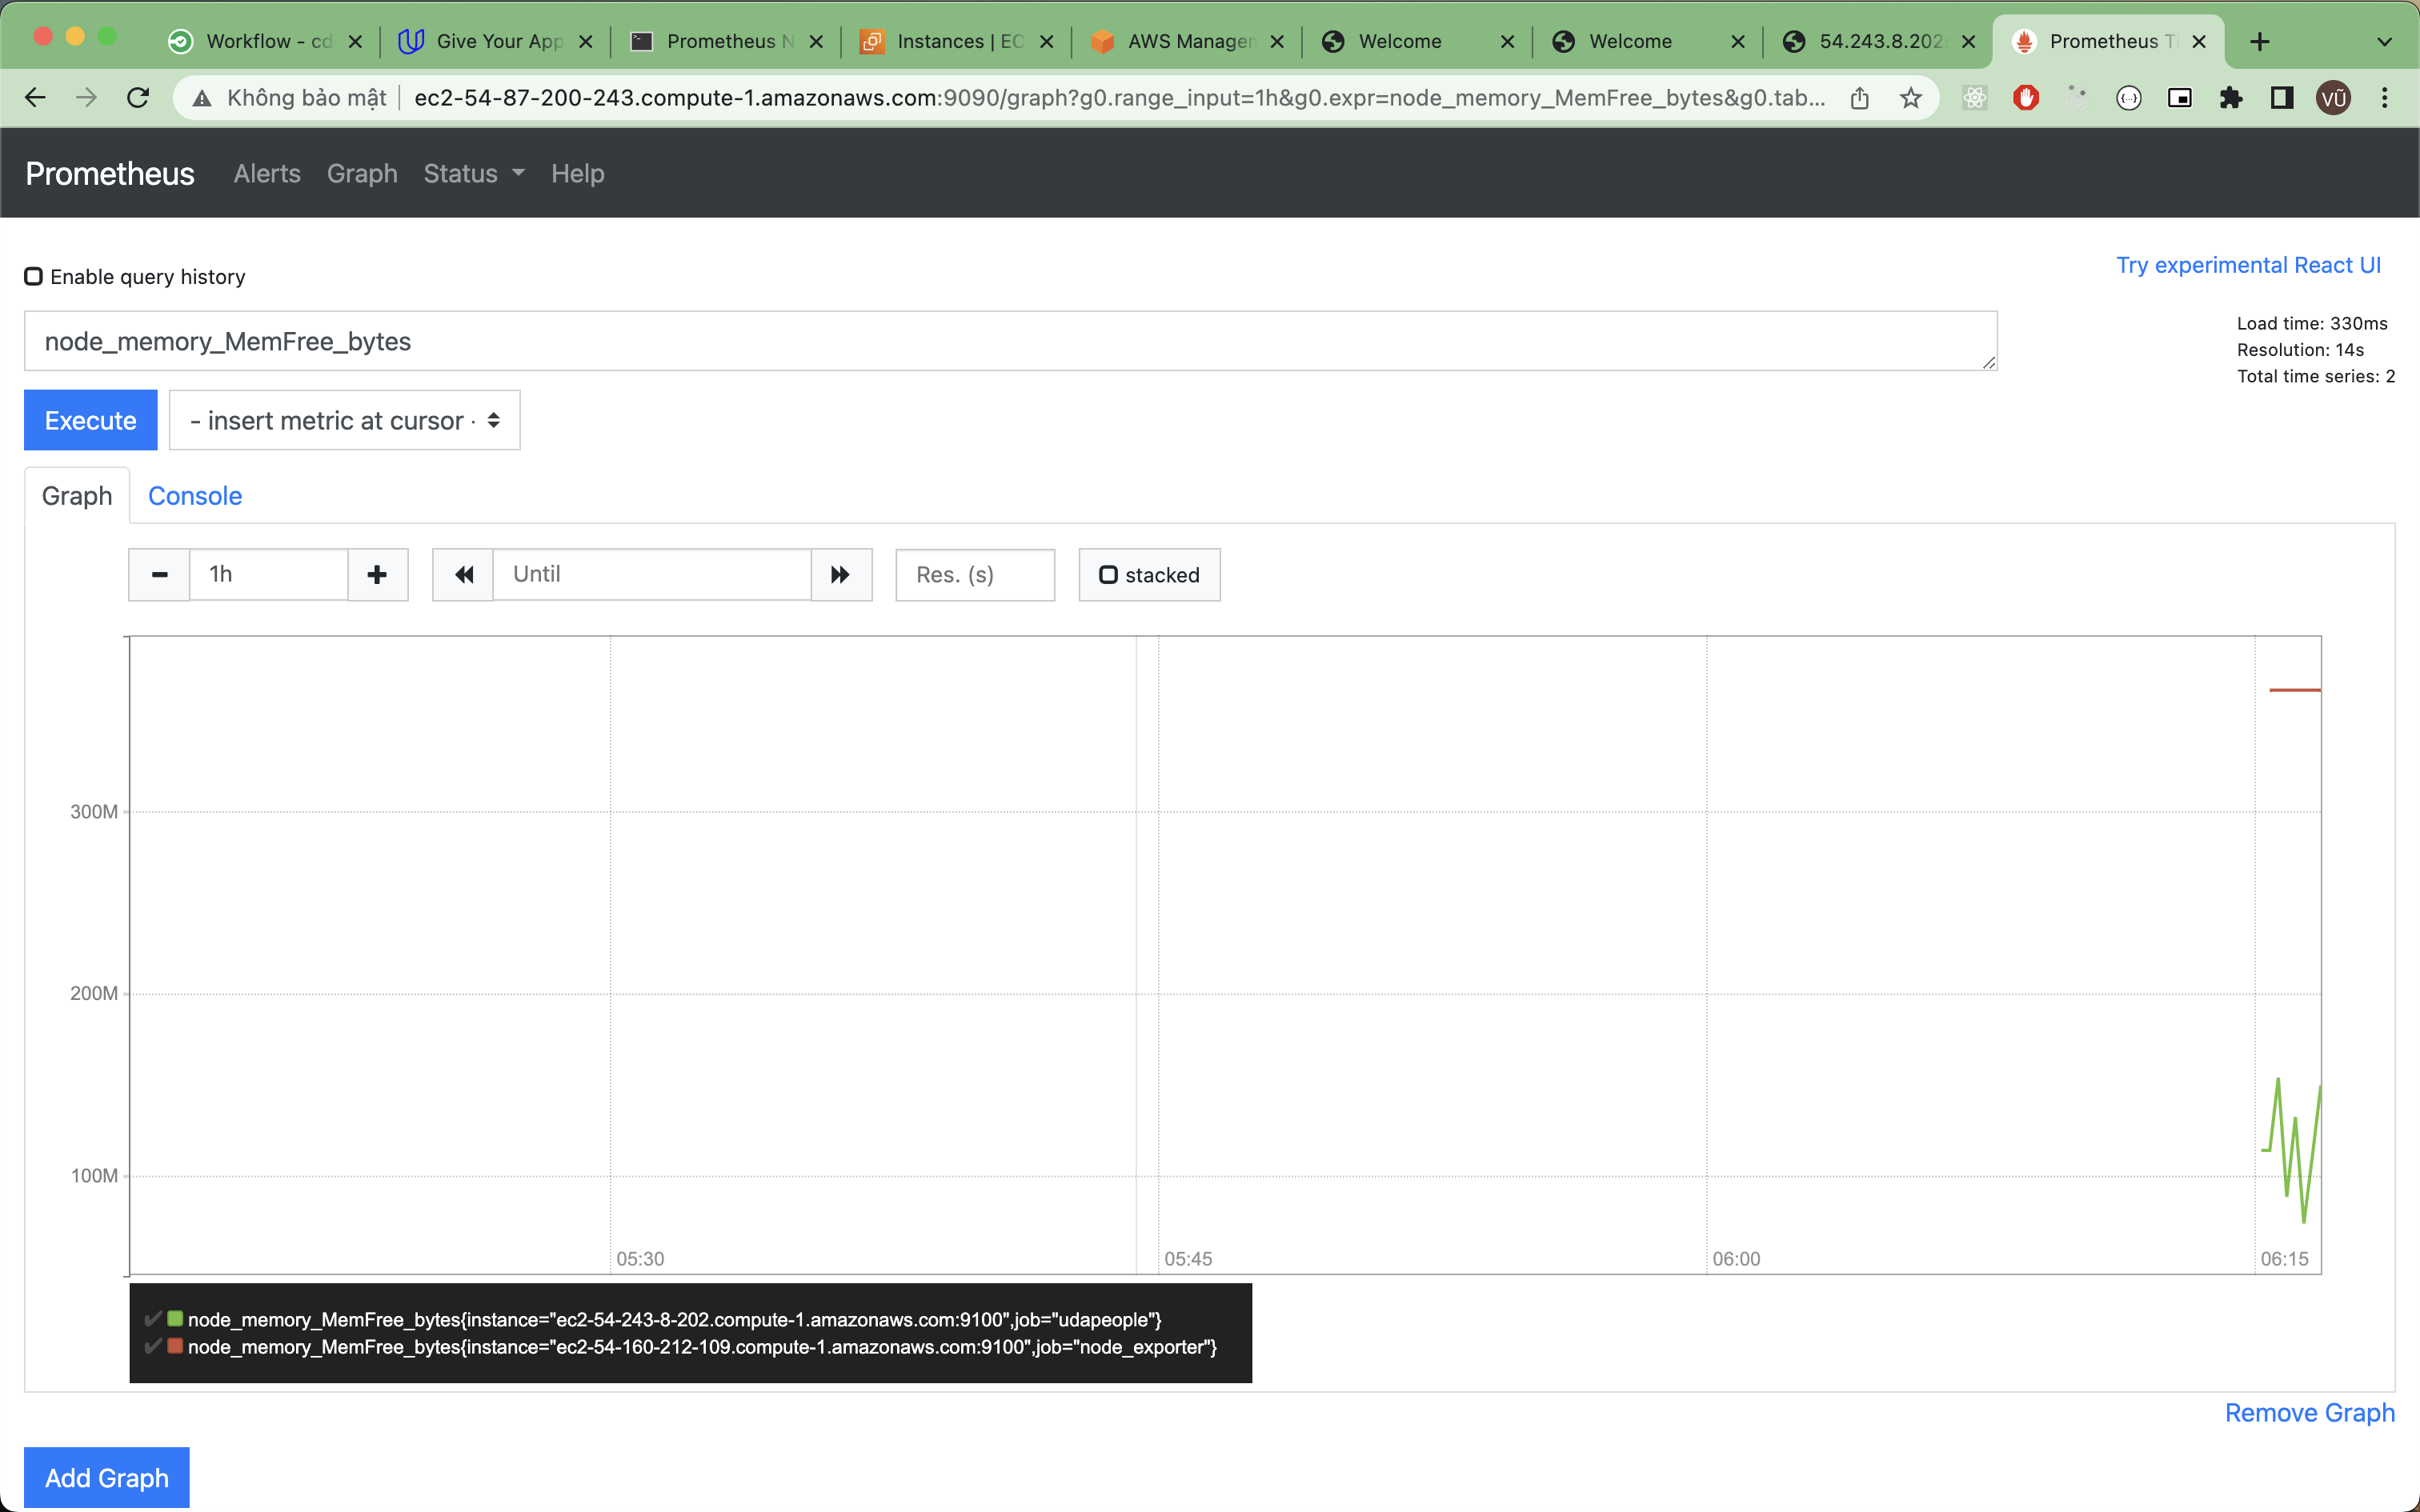 Workflow - cd
Give Your App
Prometheus N
Instances | EC
AWS Managem
Welcome
Welcome
54.243.8.202:
Prometheus Ti
Không bảo mật
ec2-54-87-200-243.compute-1.amazonaws.com:9090/graph?g0.range_input=1h&g0.expr=node_memory_MemFree_bytes&g0.tab...
VŨ
Prometheus Alerts Graph Status Help
Enable query history
Try experimental React UI
node_memory_MemFree_bytes
Load time: 330ms
Resolution: 14s
Total time series: 2
Execute
- insert metric at cursor -
Graph Console
1h
Until
Res. (s)
stacked
300M
200M
100M
05:30
05:45
06:00
06:15
node_memory_MemFree_bytes{instance="ec2-54-243-8-202.compute-1.amazonaws.com:9100",job="udapeople"}
node_memory_MemFree_bytes{instance="ec2-54-160-212-109.compute-1.amazonaws.com:9100",job="node_exporter"}
Remove Graph
Add Graph